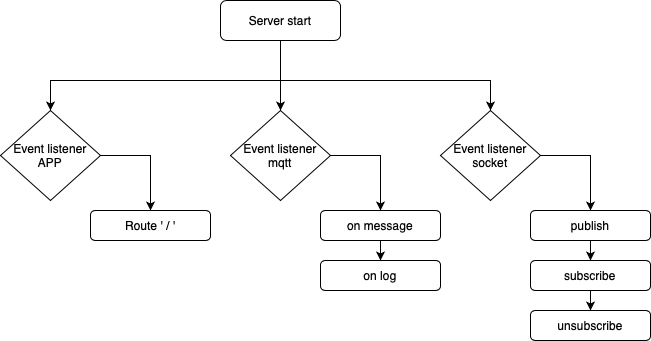 Server start
Event listener
APP
Event listener
mqtt
Event listener
socket
Route ' / '
on message
publish
on log
subscribe
unsubscribe